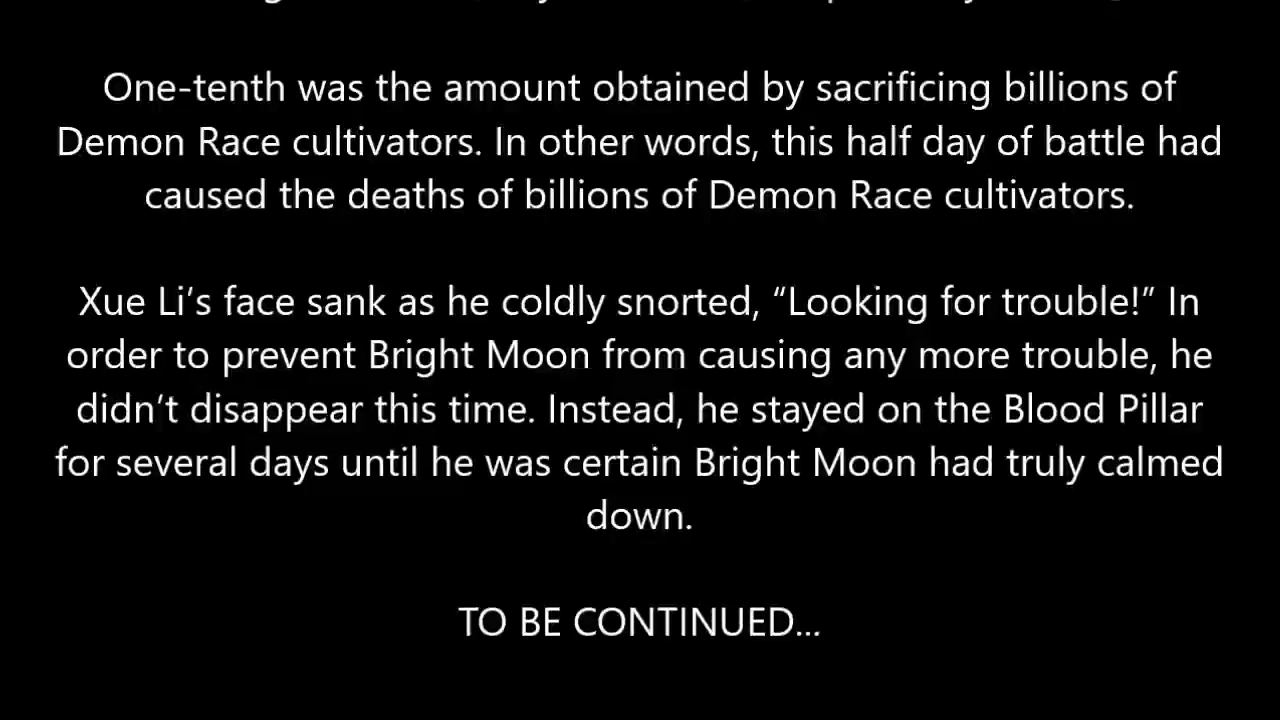 One-tenth was the amount obtained by sacrificing billions of
Demon Race cultivators. In other words, this half day of battle had
caused the deaths of billions of Demon Race cultivators.
Xue Li’s face sank as he coldly snorted, “Looking for trouble!” In
order to prevent Bright Moon from causing any more trouble, he
didn’t disappear this time. Instead, he stayed on the Blood Pillar
for several days until he was certain Bright Moon had truly calmed
down.
TO BE CONTINUED...